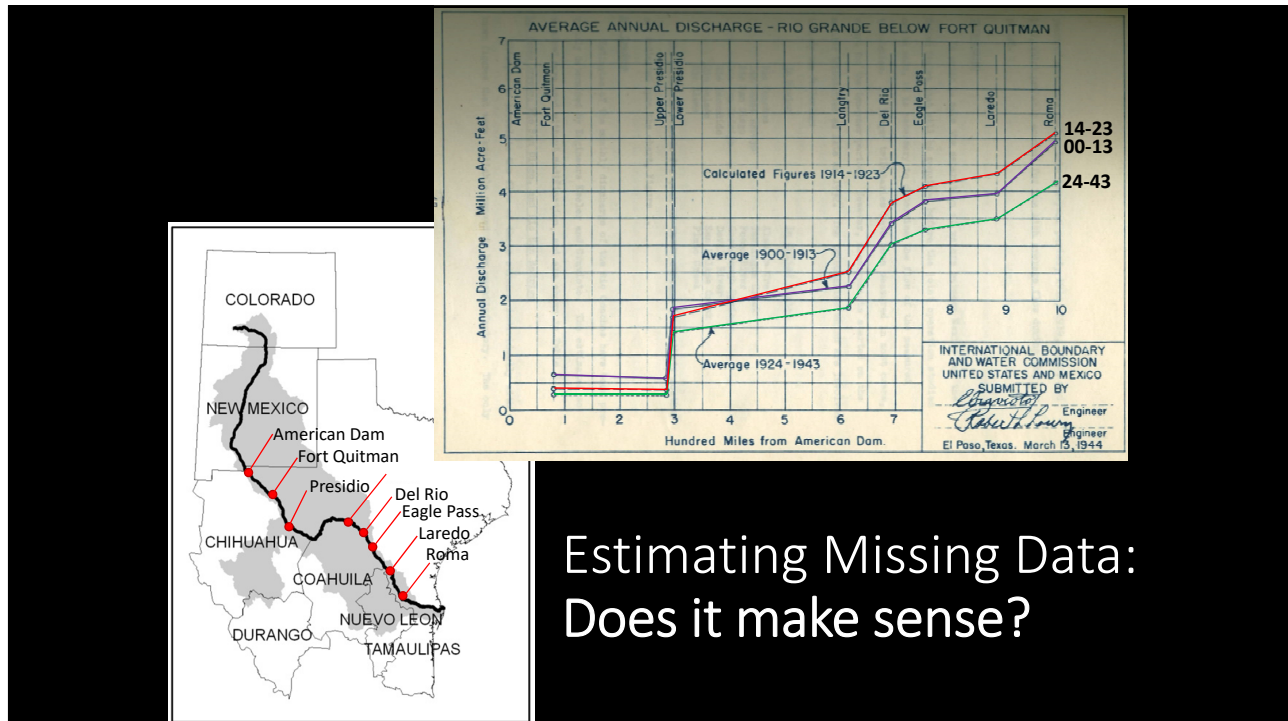 AVERAGE ANNUAL DISCHARGE - RIO GRANDE BELOW FORT QUITMAN
Annual Discharge Million Acre-Feet
7
6
5
4
3
2
1
0
American Dam
Fort Quitman
Upper Presidio
Lower Presidio
Langtry
Del Rio
Eagle Pass
Laredo
Roma
14-23
00-13
24-43
Calculated Figures 1914-1923
Average 1900-1913
Average 1924-1943
0 1 2 3 4 5 6 7
8 9 10
Hundred Miles from American Dam.
INTERNATIONAL BOUNDARY
AND WATER COMMISSION
UNITED STATES AND MEXICO
SUBMITTED BY
Engineer
Engineer
El Paso, Texas. March 13, 1944
COLORADO
NEW MEXICO
American Dam
Fort Quitman
Presidio
Del Rio
Eagle Pass
Laredo
Roma
CHIHUAHUA
COAHUILA
NUEVO LEON
DURANGO
TAMAULIPAS
Estimating Missing Data:
Does it make sense?